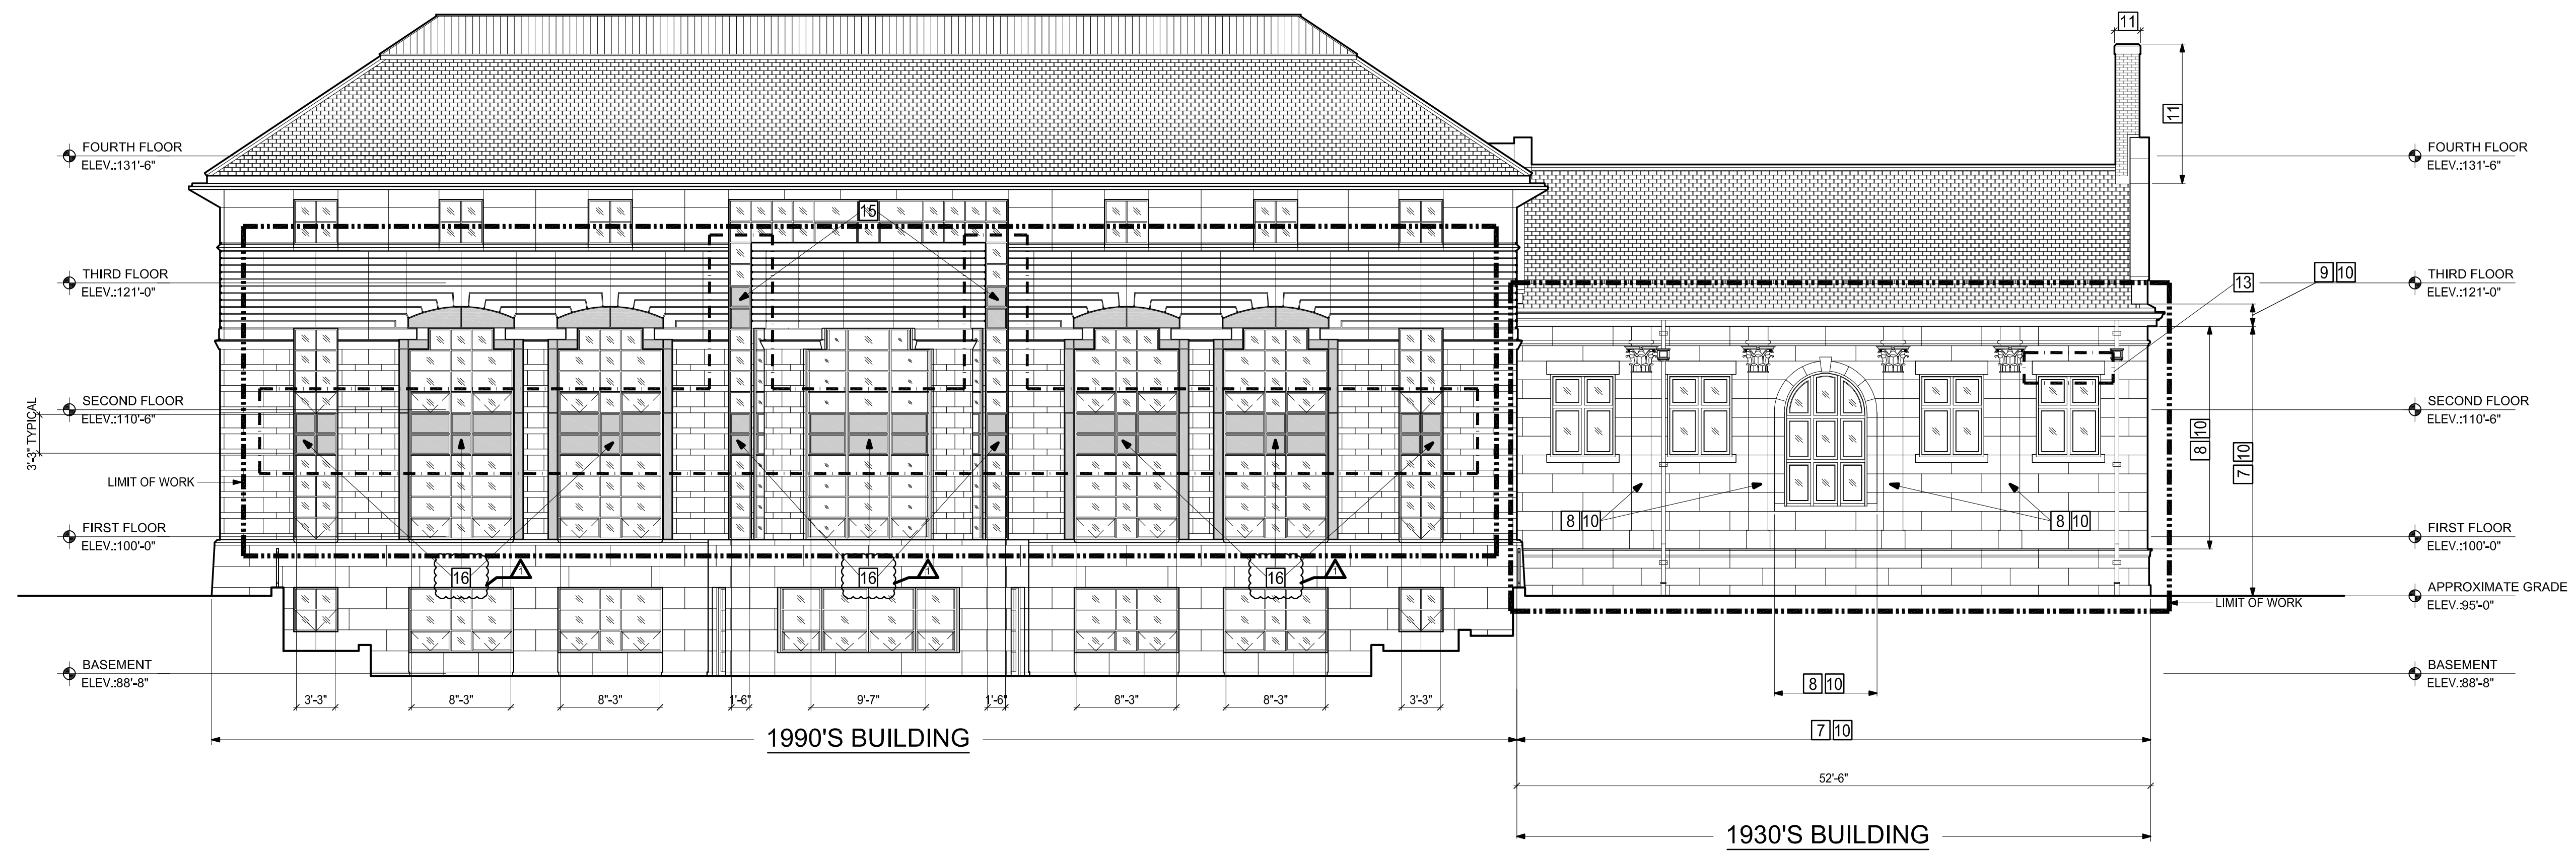 11
11
FOURTH FLOOR
ELEV.:131'-6"
FOURTH FLOOR
ELEV.:131'-6"
15
THIRD FLOOR
ELEV.:121'-0"
13
9 10
THIRD FLOOR
ELEV.:121'-0"
3'-3" TYPICAL
SECOND FLOOR
ELEV.:110'-6"
SECOND FLOOR
ELEV.:110'-6"
8 10
7 10
LIMIT OF WORK
8 10
8 10
FIRST FLOOR
ELEV.:100'-0"
FIRST FLOOR
ELEV.:100'-0"
16
1
16
1
16
1
APPROXIMATE GRADE
ELEV.:95'-0"
LIMIT OF WORK
BASEMENT
ELEV.:88'-8"
BASEMENT
ELEV.:88'-8"
8 10
3'-3"
8"-3"
8"-3"
1'-6"
9'-7"
1'-6"
8"-3"
8"-3"
3'-3"
7 10
1990'S BUILDING
52'-6"
1930'S BUILDING